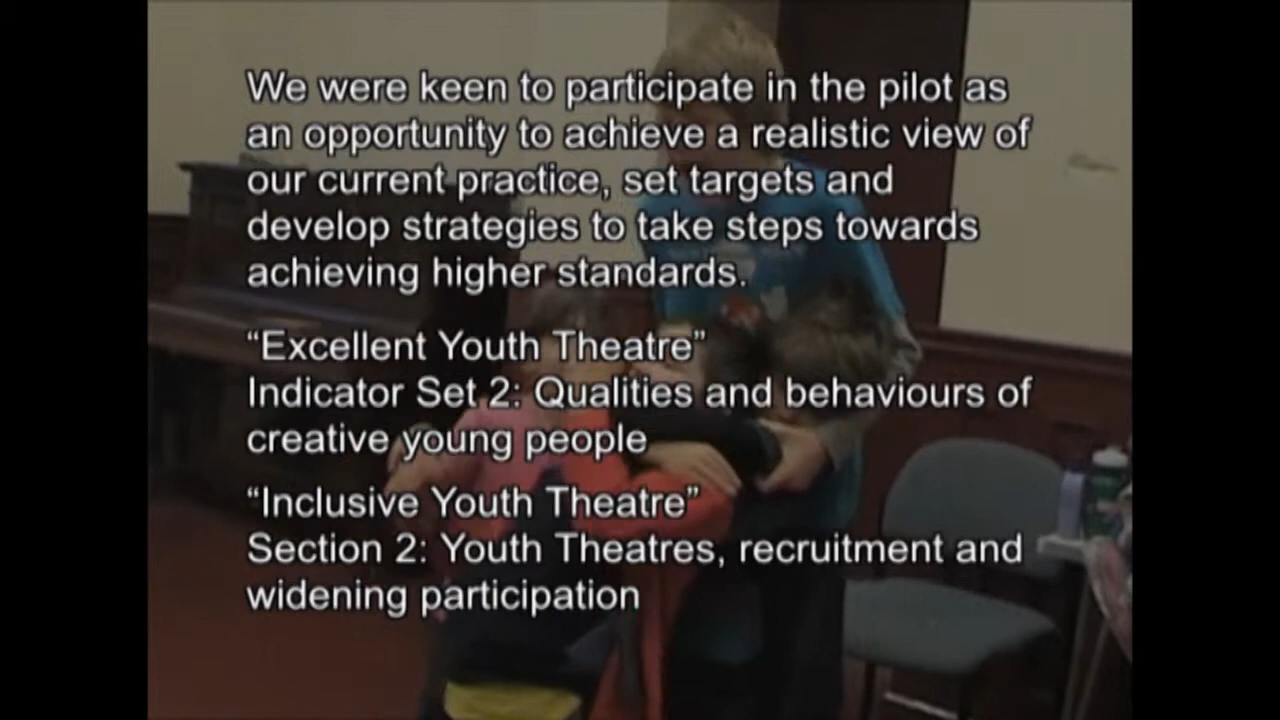 We were keen to participate in the pilot as
an opportunity to achieve a realistic view of
our current practice, set targets and
develop strategies to take steps towards
achieving higher standards.
“Excellent Youth Theatre”
Indicator Set 2: Qualities and behaviours of
creative young people
“Inclusive Youth Theatre”
Section 2: Youth Theatres, recruitment and
widening participation